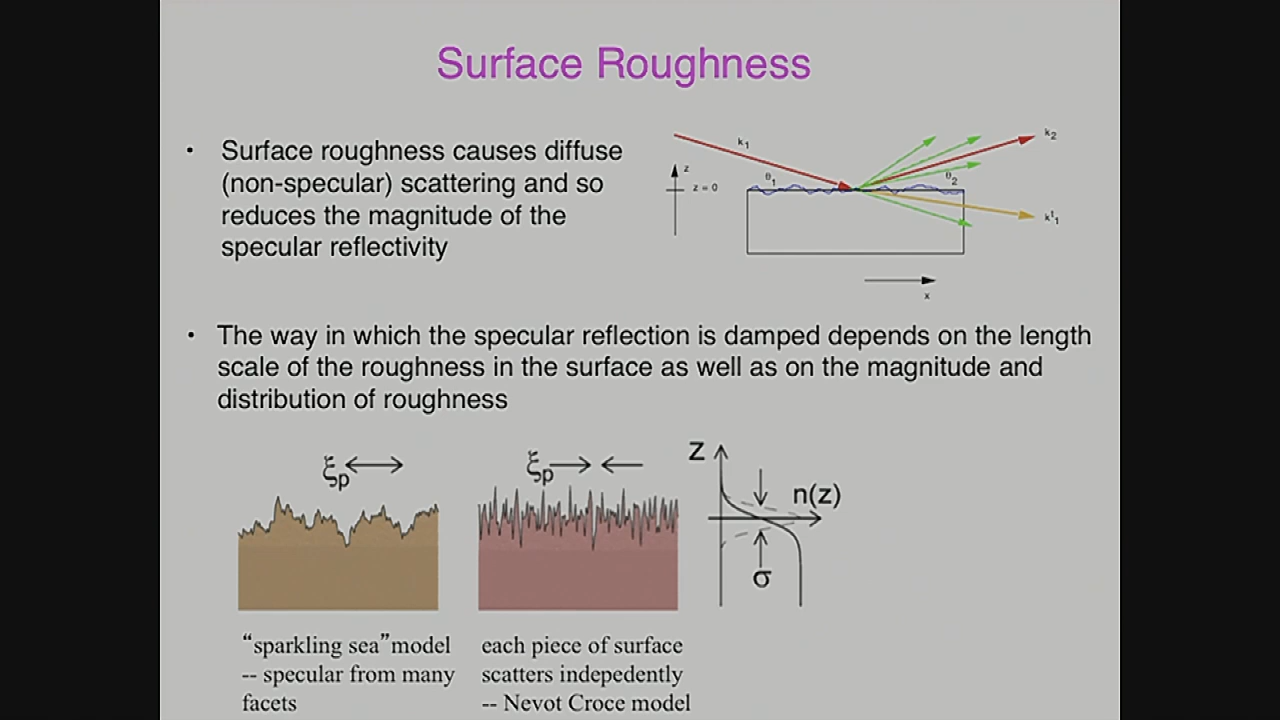 Surface Roughness
• Surface roughness causes diffuse
(non-specular) scattering and so
reduces the magnitude of the
specular reflectivity
k1
k2
z
θ1
θ2
z = 0
kt1
x
• The way in which the specular reflection is damped depends on the length
scale of the roughness in the surface as well as on the magnitude and
distribution of roughness
ξp
ξp
z
n(z)
σ
“sparkling sea”model
-- specular from many
facets
each piece of surface
scatters indepedently
-- Nevot Croce model